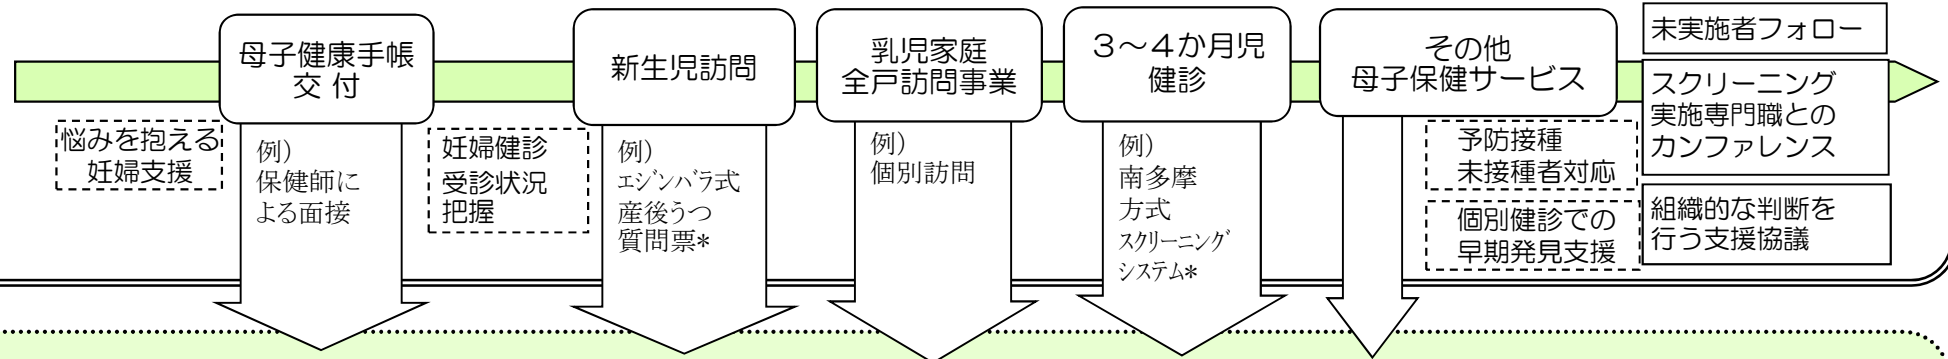 母子健康手帳
交 付
新生児訪問
乳児家庭
全戸訪問事業
３～４か月児
健診
その他
母子保健サービス
未実施者フォロー
スクリーニング
実施専門職との
カンファレンス
組織的な判断を
行う支援協議
悩みを抱える
妊婦支援
例）
保健師に
よる面接
妊婦健診
受診状況
把握
例）
エジンバラ式
産後うつ
質問票*
例）
個別訪問
例）
南多摩
方式
スクリーニング
システム*
予防接種
未接種者対応
個別健診での
早期発見支援